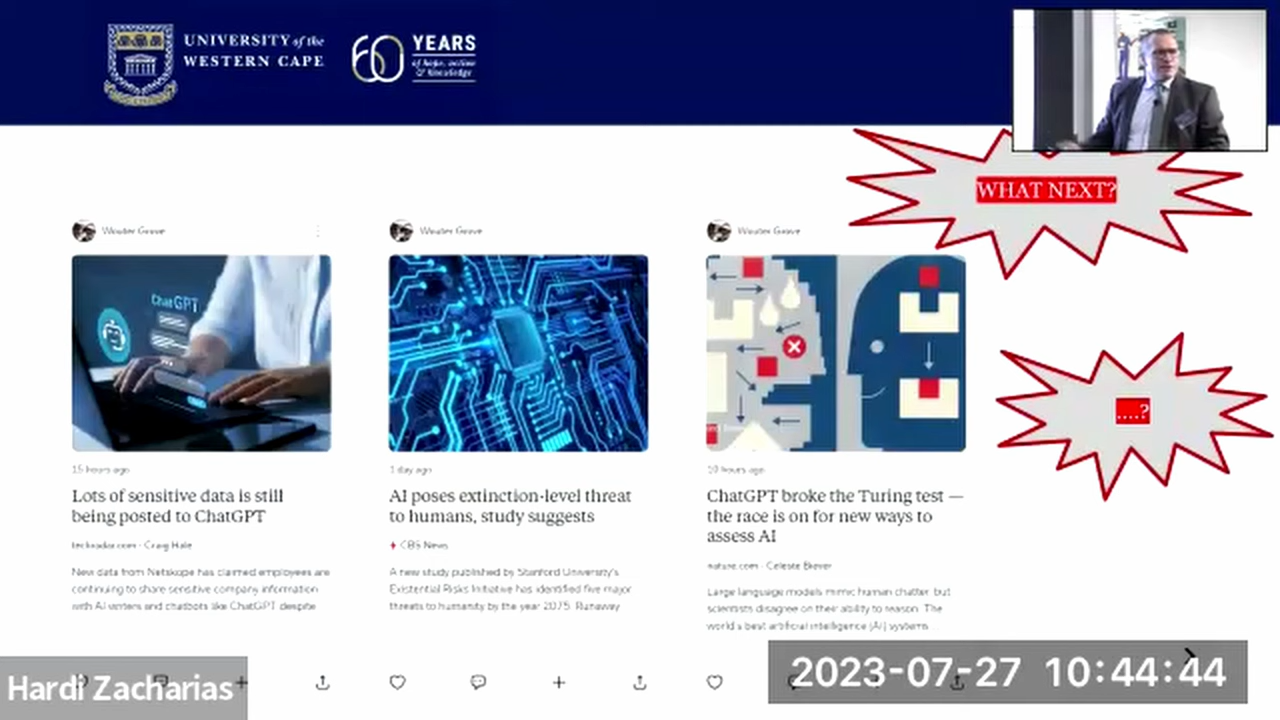 UNIVERSITY of the
WESTERN CAPE
60 YEARS
of hope, action
& knowledge
WHAT NEXT?
....?
Wouter Grove
Wouter Grove
Wouter Grove
ChatGPT
15 hours ago
Lots of sensitive data is still
being posted to ChatGPT
techradar.com · Craig Hale
New data from Netskope has claimed employees are
continuing to share sensitive company information
with AI writers and chatbots like ChatGPT despite
1 day ago
AI poses extinction-level threat
to humans, study suggests
CBS News
A new study published by Stanford University's
Existential Risks Initiative has identified five major
threats to humanity by the year 2075. Runaway
10 hours ago
ChatGPT broke the Turing test —
the race is on for new ways to
assess AI
nature.com · Celeste Biever
Large language models mimic human chatter, but
scientists disagree on their ability to reason. The
world's best artificial intelligence (AI) systems ...
Hardi Zacharias
2023-07-27 10:44:44